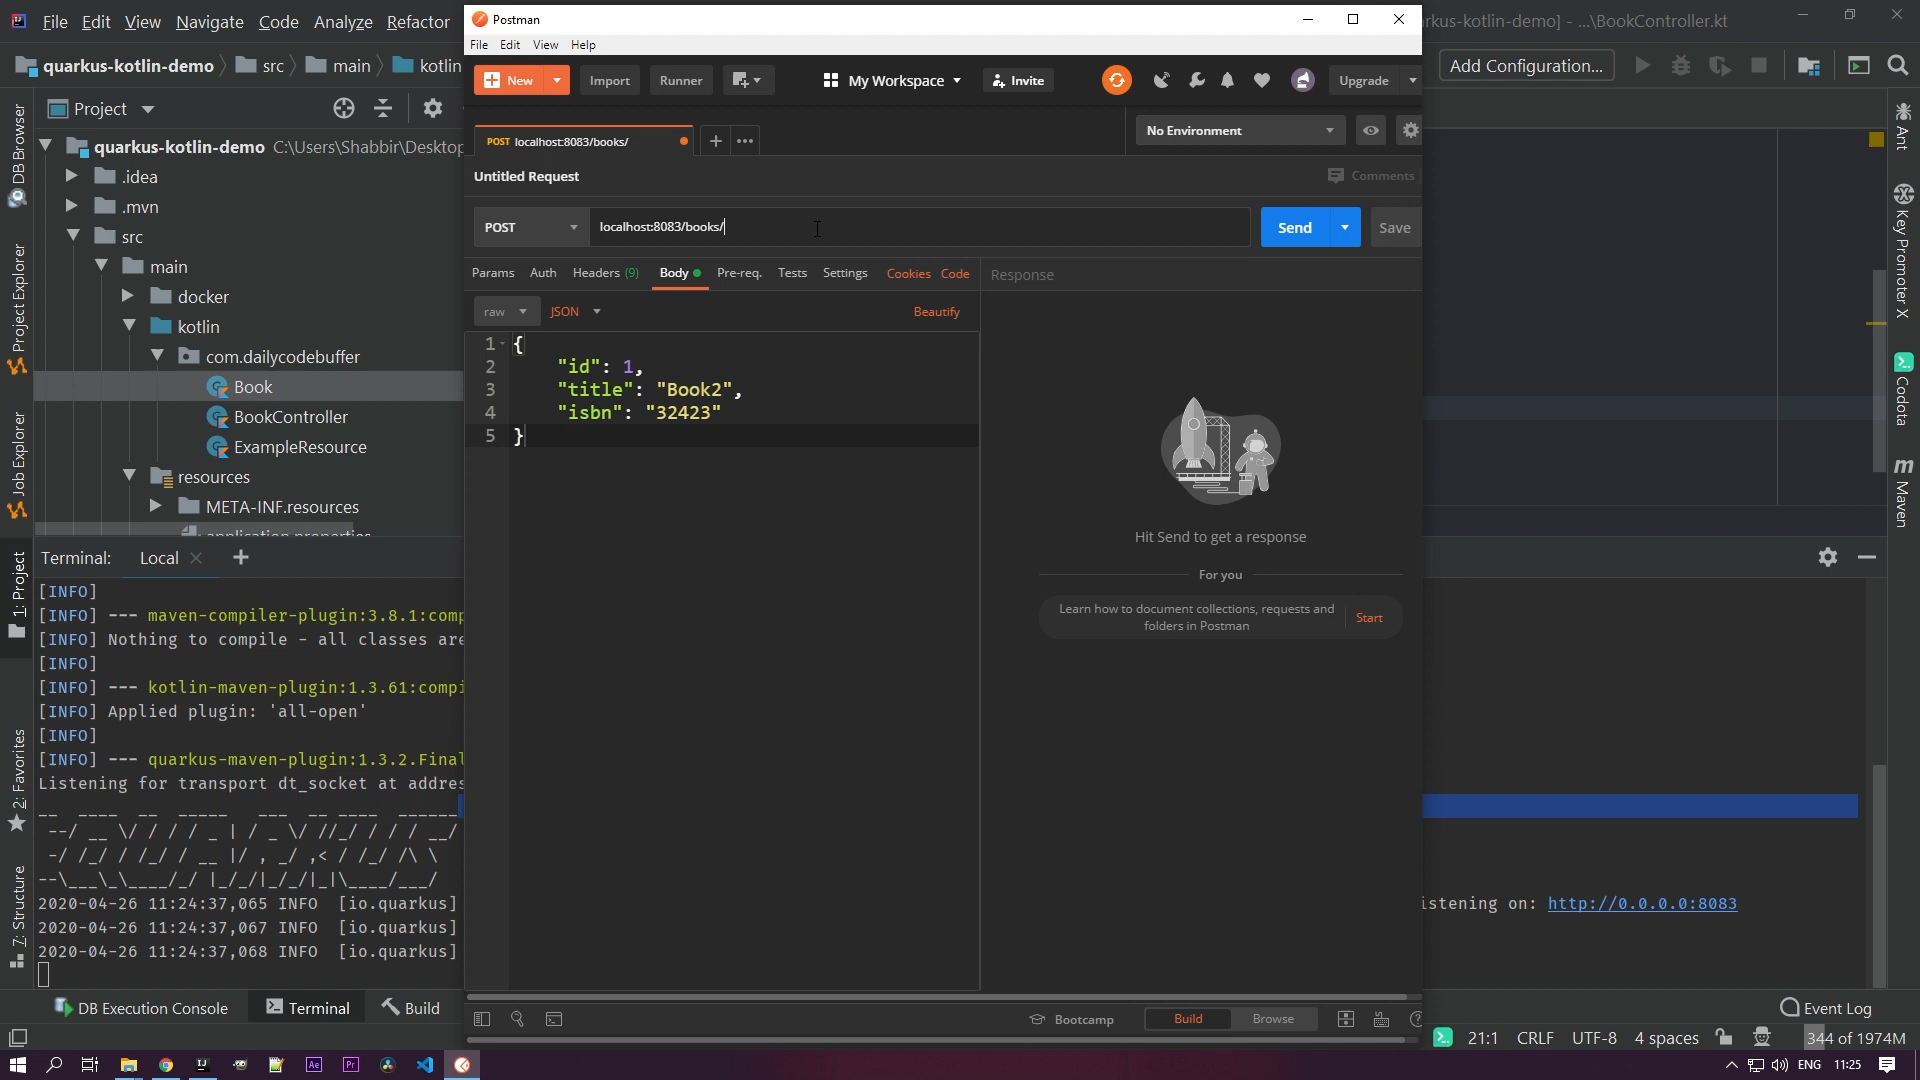 File Edit View Navigate Code Analyze Refactor
Postman
rkus-kotlin-demo] - ...\BookController.kt
File Edit View Help
quarkus-kotlin-demo src main kotlin
New Import Runner My Workspace Invite Upgrade
Add Configuration...
Project
POST localhost:8083/books/
No Environment
quarkus-kotlin-demo C:\Users\Shabbir\Desktop
.idea
.mvn
src
main
docker
kotlin
com.dailycodebuffer
Book
BookController
ExampleResource
resources
META-INF.resources
application.properties
Untitled Request
Comments
POST localhost:8083/books/
Send Save
Params Auth Headers (9) Body Pre-req. Tests Settings Cookies Code
Response
raw JSON Beautify
1 {
2 "id": 1,
3 "title": "Book2",
4 "isbn": "32423"
5 }
Hit Send to get a response
For you
Learn how to document collections, requests and
folders in Postman
Start
Terminal: Local
[INFO]
[INFO] --- maven-compiler-plugin:3.8.1:comp
[INFO] Nothing to compile - all classes are
[INFO]
[INFO] --- kotlin-maven-plugin:1.3.61:compi
[INFO] Applied plugin: 'all-open'
[INFO]
[INFO] --- quarkus-maven-plugin:1.3.2.Final
Listening for transport dt_socket at addres
__  ____  __  _____   ___  __ ____  ______
--/ __ \/ / / / _ | / _ \/ //_/ / / / __/
-/ /_/ / /_/ / __ |/ , _/ ,< / /_/ /\ \
--\___\_\____/_/ |_/_/|_/_/|_|\____/___/
2020-04-26 11:24:37,065 INFO [io.quarkus]
istening on: http://0.0.0.0:8083
2020-04-26 11:24:37,067 INFO [io.quarkus]
2020-04-26 11:24:37,068 INFO [io.quarkus]
DB Execution Console Terminal Build
Bootcamp Build Browse
Event Log
21:1 CRLF UTF-8 4 spaces 344 of 1974M
ENG 11:25
DB Browser
Project Explorer
Job Explorer
1: Project
2: Favorites
7: Structure
Ant
Key Promoter X
Codota
Maven
Ae
Pr